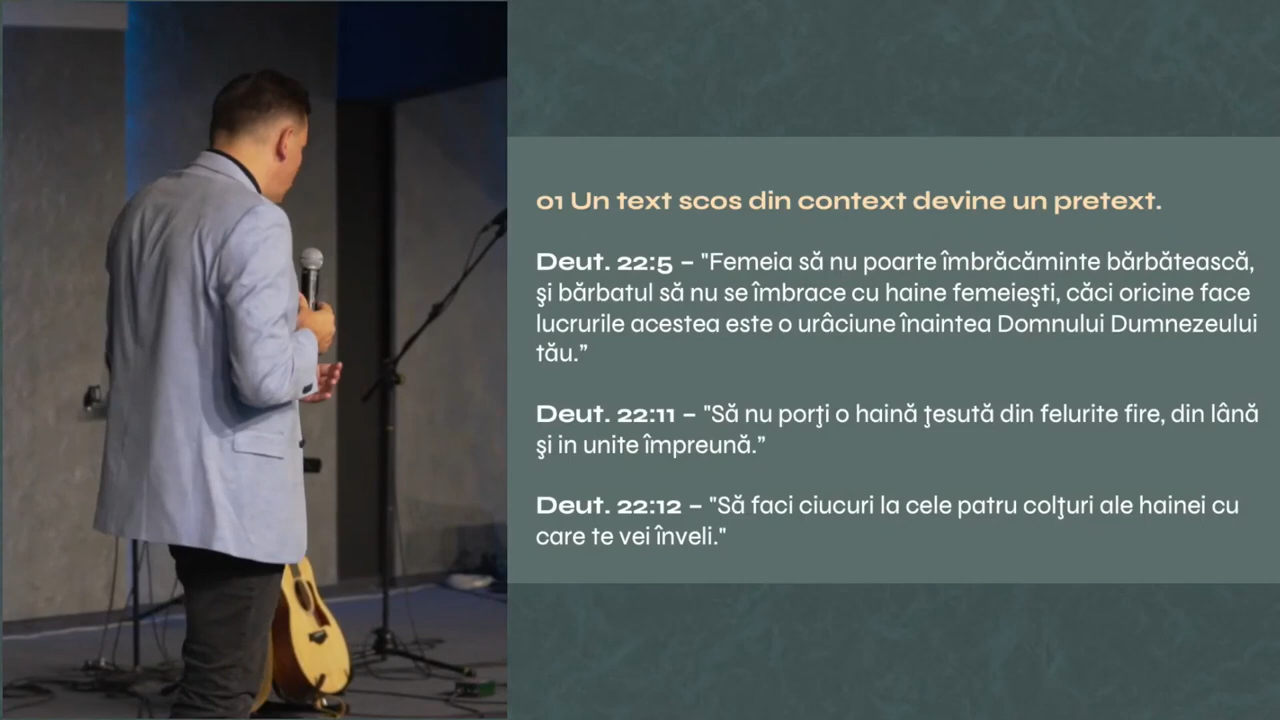 01 Un text scos din context devine un pretext.
Deut. 22:5 – "Femeia să nu poarte îmbrăcăminte bărbătească,
şi bărbatul să nu se îmbrace cu haine femeieşti, căci oricine face
lucrurile acestea este o urâciune înaintea Domnului Dumnezeului
tău.”
Deut. 22:11 – "Să nu porţi o haină ţesută din felurite fire, din lână
şi in unite împreună.”
Deut. 22:12 – "Să faci ciucuri la cele patru colţuri ale hainei cu
care te vei înveli."